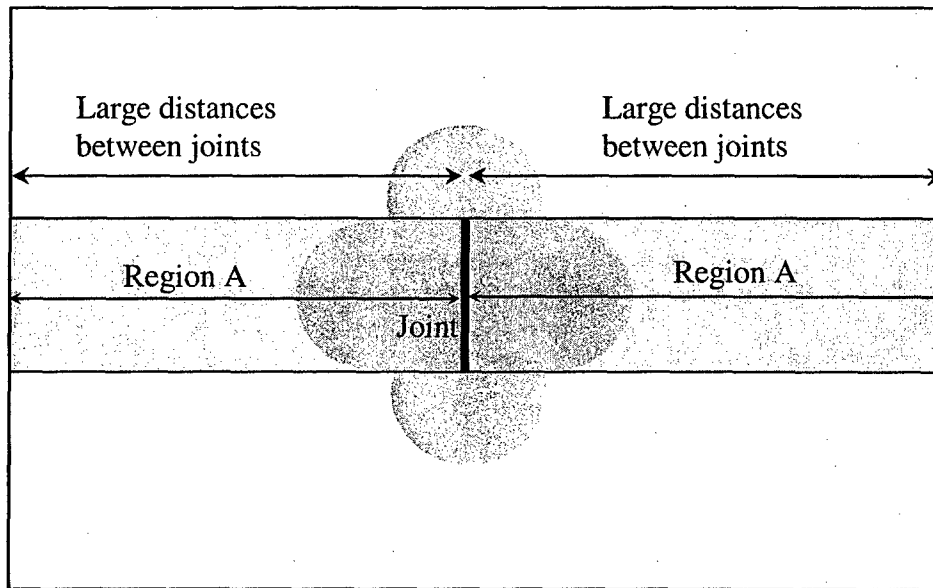 Large distances
between joints
Large distances
between joints
Region A
Region A
Joint